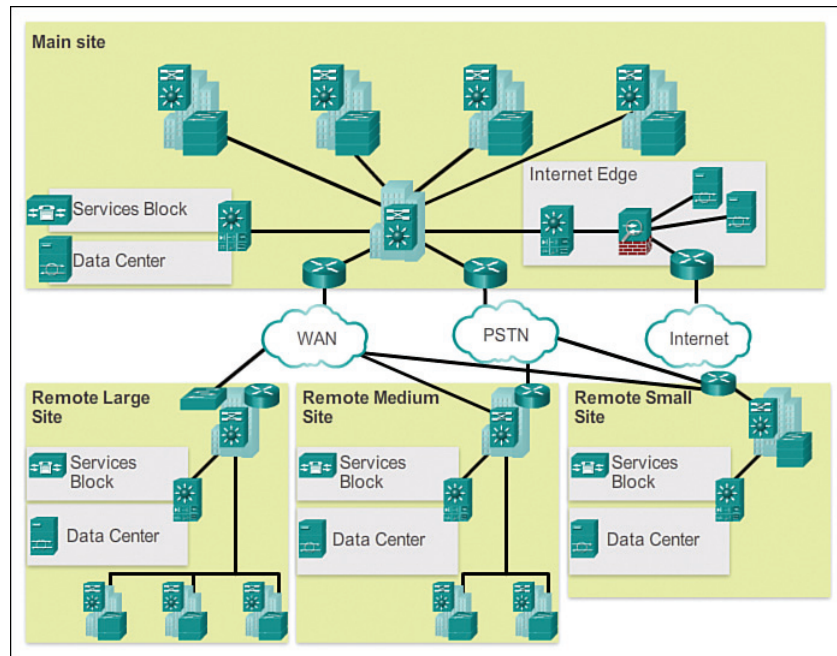 Main site
Internet Edge
Services Block
Data Center
WAN
PSTN
Internet
Remote Large
Site
Services
Block
Data Center
Remote Medium
Site
Services
Block
Data Center
Remote Small
Site
Services
Block
Data Center